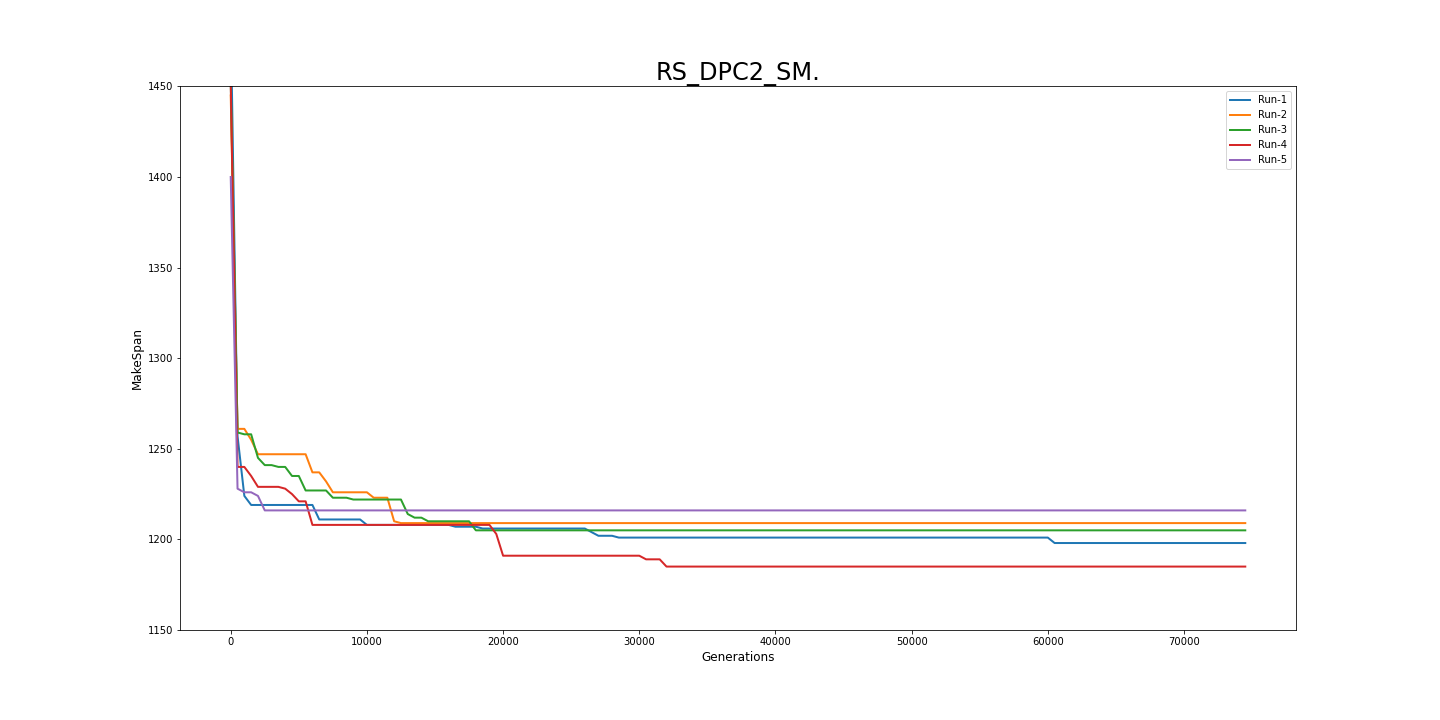 RS_DPC2_SM.
1450
1400
1350
1300
1250
1200
1150
MakeSpan
0 10000 20000 30000 40000 50000 60000 70000
Generations
Run-1
Run-2
Run-3
Run-4
Run-5